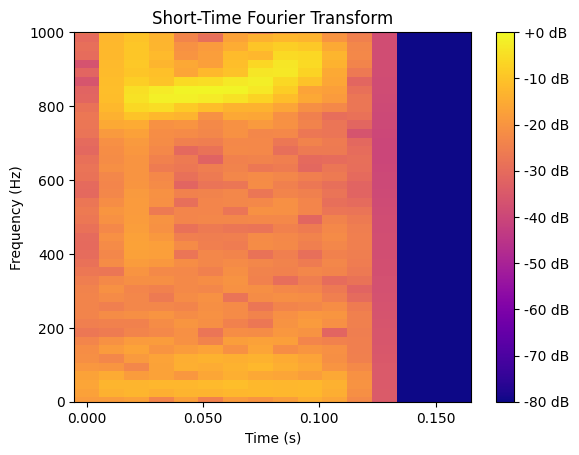 Short-Time Fourier Transform
1000
800
600
400
200
0
Frequency (Hz)
0.000
0.050
0.100
0.150
Time (s)
+0 dB
-10 dB
-20 dB
-30 dB
-40 dB
-50 dB
-60 dB
-70 dB
-80 dB